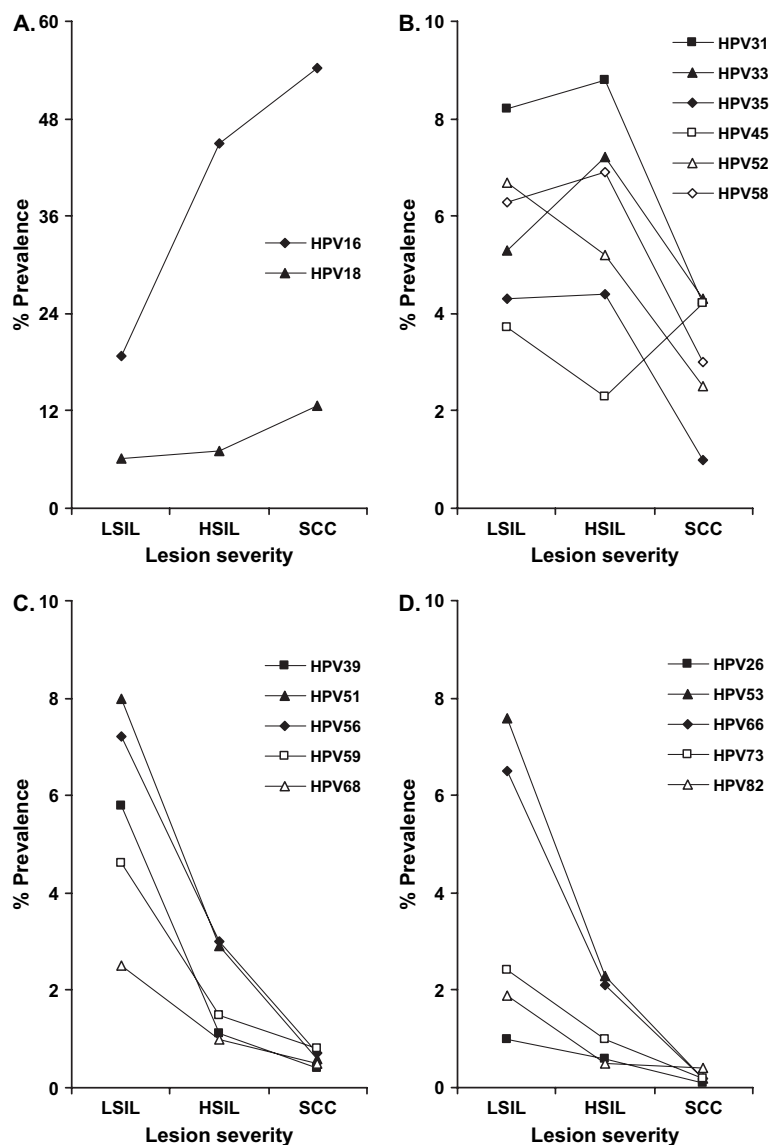 A.
60
48
36
24
12
0
% Prevalence
HPV16
HPV18
LSIL HSIL SCC
Lesion severity
B.
10
8
6
4
2
0
% Prevalence
HPV31
HPV33
HPV35
HPV45
HPV52
HPV58
LSIL HSIL SCC
Lesion severity
C.
10
8
6
4
2
0
% Prevalence
HPV39
HPV51
HPV56
HPV59
HPV68
LSIL HSIL SCC
Lesion severity
D.
10
8
6
4
2
0
% Prevalence
HPV26
HPV53
HPV66
HPV73
HPV82
LSIL HSIL SCC
Lesion severity